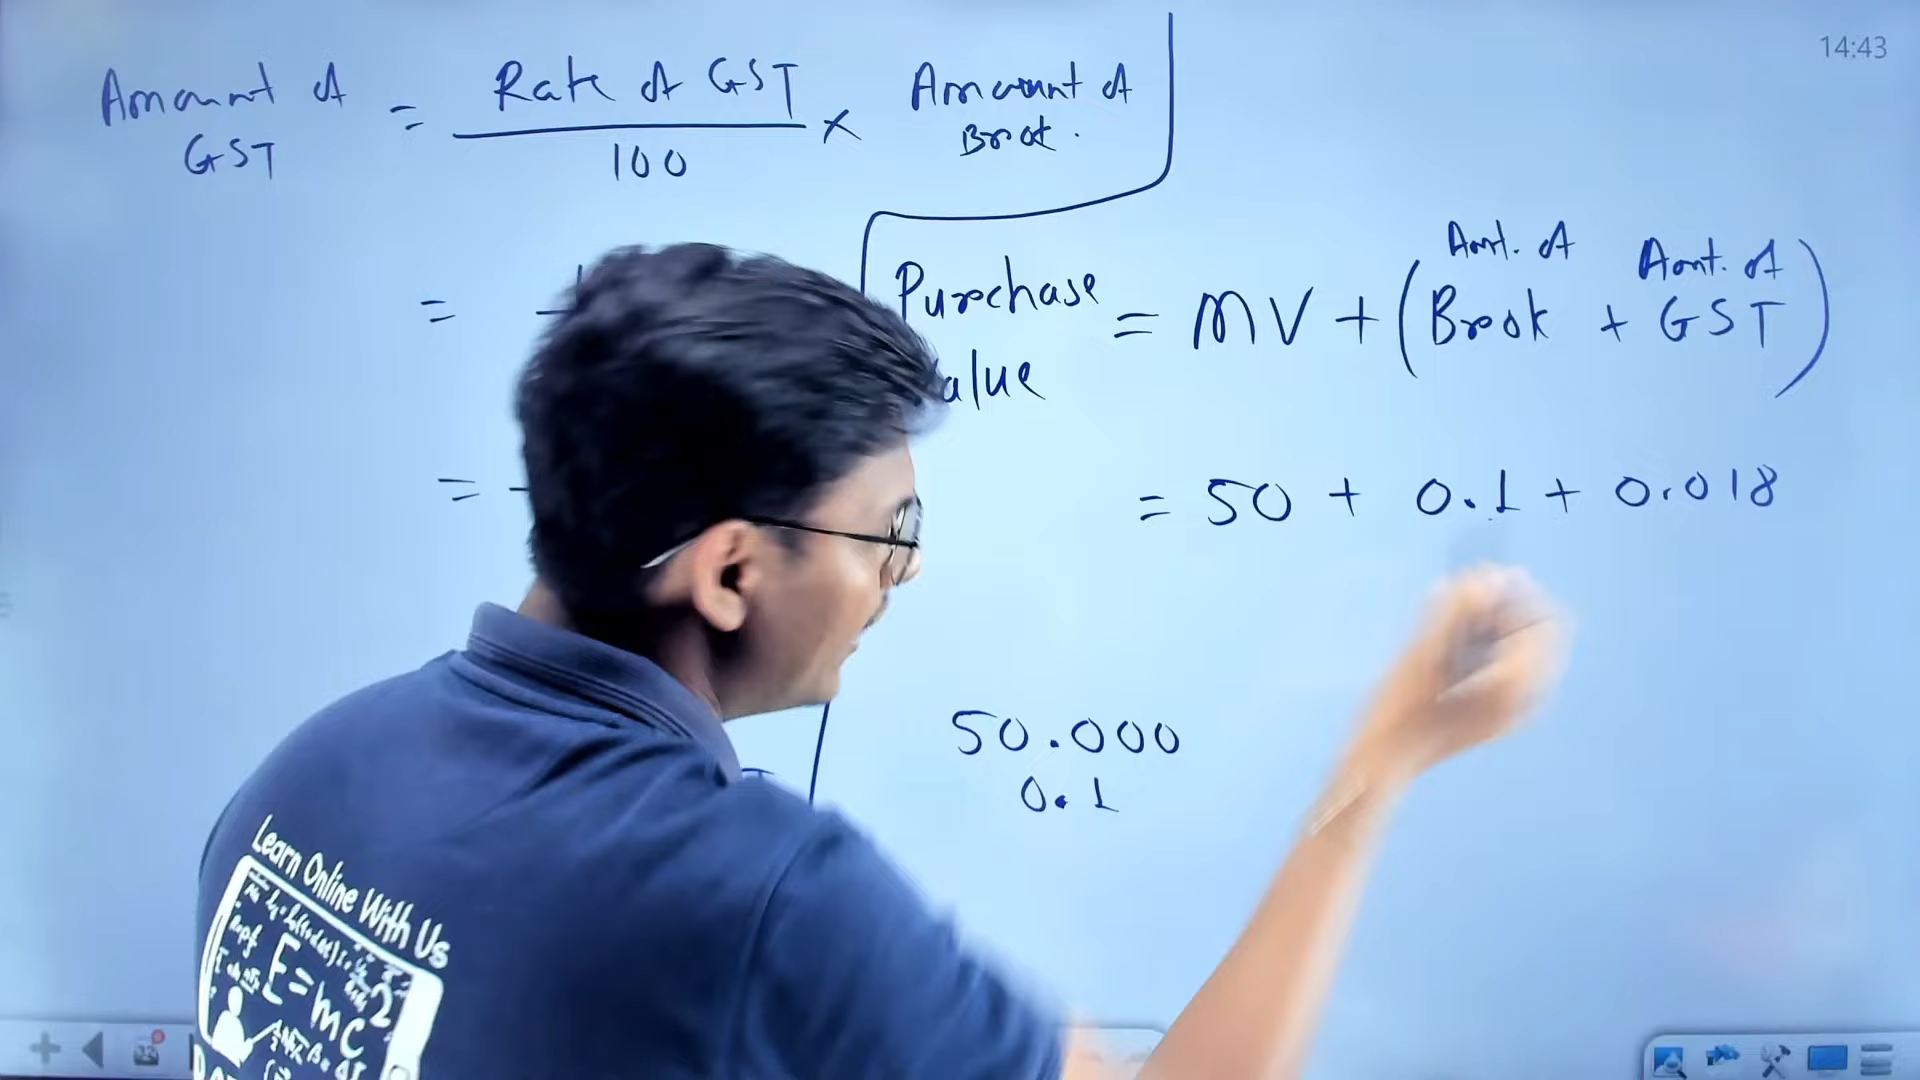 14:43
Amount of GST = Rate of GST / 100 × Amount of Brok.
=
Purchase alue = MV + (Amt. of Brok + Amt. of GST)
=
= 50 + 0.1 + 0.018
50.000
0.1
Learn Online With Us
E=mc2